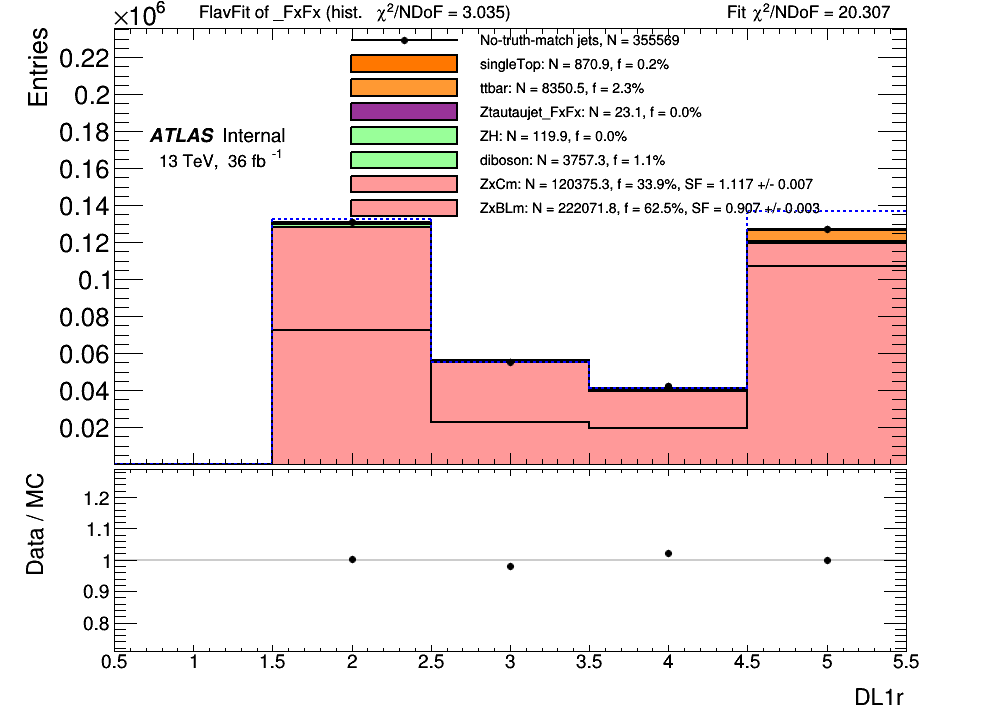 ×10⁶ FlavFit of _FxFx (hist. χ²/NDoF = 3.035) Fit χ²/NDoF = 20.307
Entries
0.22
0.2
0.18
0.16
0.14
0.12
0.1
0.08
0.06
0.04
0.02
ATLAS Internal
13 TeV, 36 fb⁻¹
No-truth-match jets, N = 355569
singleTop: N = 870.9, f = 0.2%
ttbar: N = 8350.5, f = 2.3%
Ztautaujet_FxFx: N = 23.1, f = 0.0%
ZH: N = 119.9, f = 0.0%
diboson: N = 3757.3, f = 1.1%
ZxCm: N = 120375.3, f = 33.9%, SF = 1.117 +/- 0.007
ZxBLm: N = 222071.8, f = 62.5%, SF = 0.907 +/- 0.003
Data / MC
1.2
1.1
1
0.9
0.8
0.5 1 1.5 2 2.5 3 3.5 4 4.5 5 5.5
DL1r